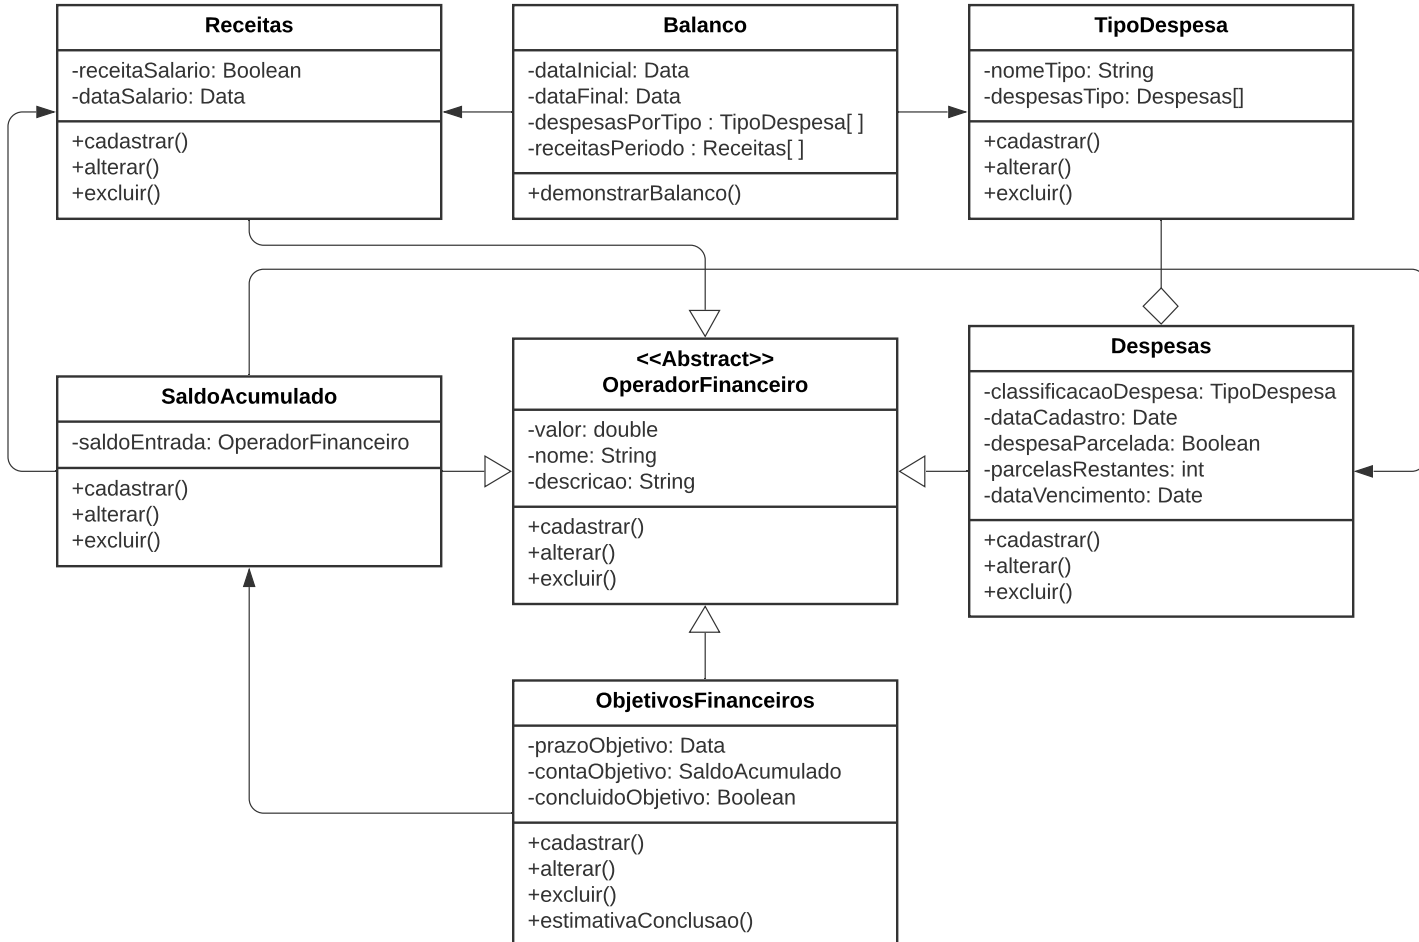 Receitas
-receitaSalario: Boolean
-dataSalario: Data
+cadastrar()
+alterar()
+excluir()
Balanco
-dataInicial: Data
-dataFinal: Data
-despesasPorTipo : TipoDespesa[ ]
-receitasPeriodo : Receitas[ ]
+demonstrarBalanco()
TipoDespesa
-nomeTipo: String
-despesasTipo: Despesas[]
+cadastrar()
+alterar()
+excluir()
SaldoAcumulado
-saldoEntrada: OperadorFinanceiro
+cadastrar()
+alterar()
+excluir()
<<Abstract>>
OperadorFinanceiro
-valor: double
-nome: String
-descricao: String
+cadastrar()
+alterar()
+excluir()
Despesas
-classificacaoDespesa: TipoDespesa
-dataCadastro: Date
-despesaParcelada: Boolean
-parcelasRestantes: int
-dataVencimento: Date
+cadastrar()
+alterar()
+excluir()
ObjetivosFinanceiros
-prazoObjetivo: Data
-contaObjetivo: SaldoAcumulado
-concluidoObjetivo: Boolean
+cadastrar()
+alterar()
+excluir()
+estimativaConclusao()